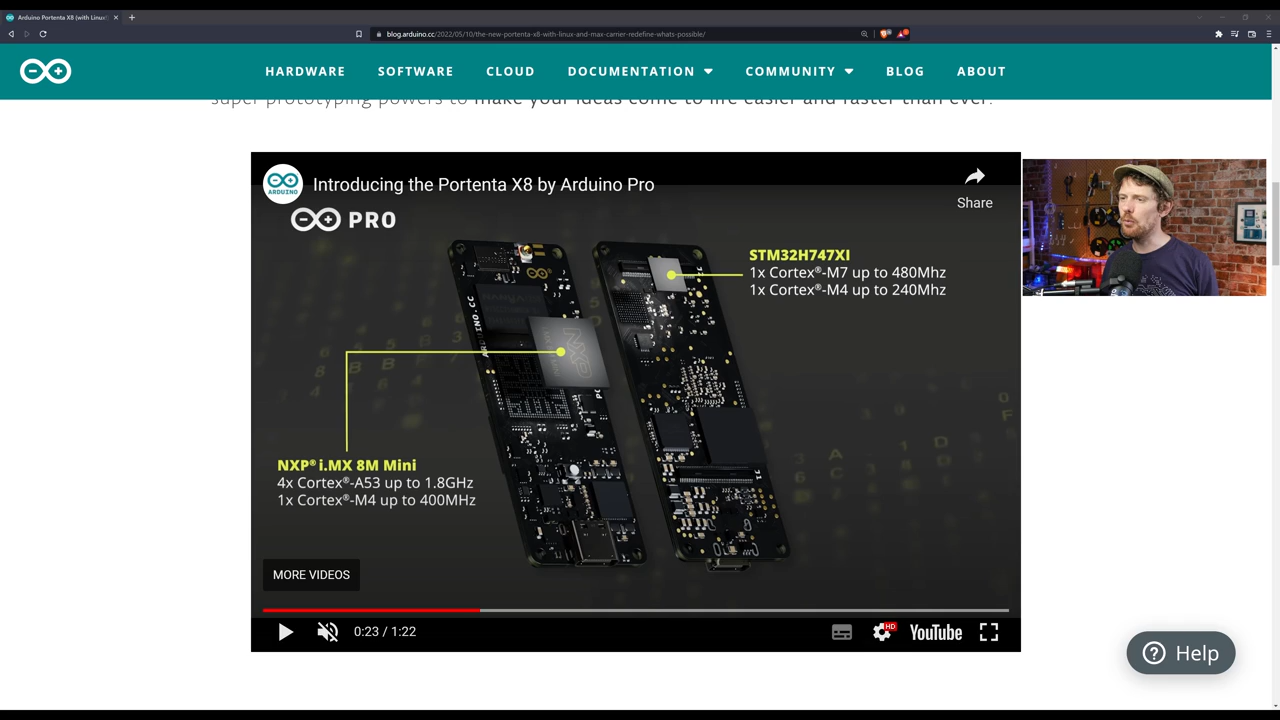 Arduino Portenta X8 (with Linux!
blog.arduino.cc/2022/05/10/the-new-portenta-x8-with-linux-and-max-carrier-redefine-whats-possible/
HARDWARE SOFTWARE CLOUD DOCUMENTATION COMMUNITY BLOG ABOUT
super prototyping powers to make your ideas come to life easier and faster than ever.
ARDUINO
Introducing the Portenta X8 by Arduino Pro
Share
PRO
STM32H747XI
1x Cortex®-M7 up to 480Mhz
1x Cortex®-M4 up to 240Mhz
ARDUINO.CC
NXP
NXP® i.MX 8M Mini
4x Cortex®-A53 up to 1.8GHz
1x Cortex®-M4 up to 400MHz
MORE VIDEOS
0:23 / 1:22
HD
YouTube
Help